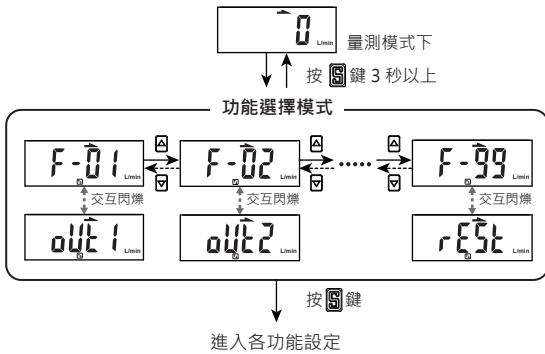 0 L/min
量測模式下
按 S 鍵 3 秒以上
功能選擇模式
F-01 L/min
F-02 L/min
.....
F-99 L/min
交互閃爍
交互閃爍
交互閃爍
oUt1 L/min
oUt2 L/min
rESt L/min
按 S 鍵
進入各功能設定